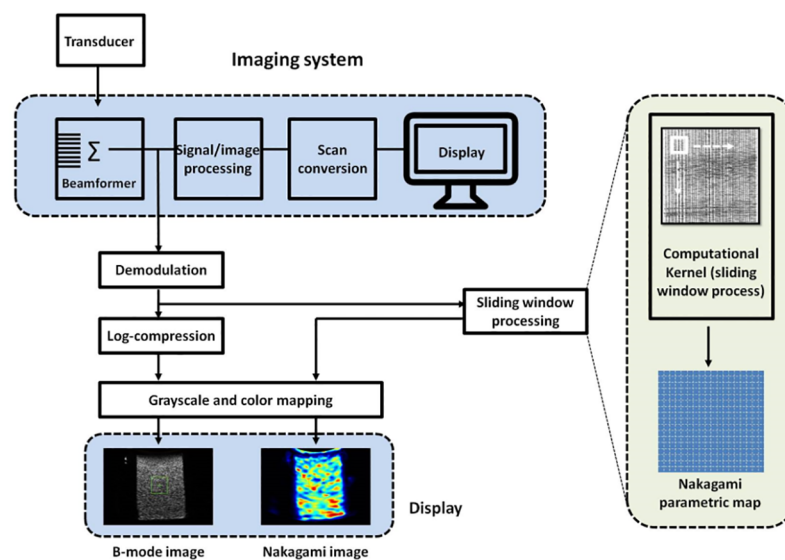 Transducer
Imaging system
Σ
Beamformer
Signal/image
processing
Scan
conversion
Display
Demodulation
Log-compression
Sliding window
processing
Grayscale and color mapping
Display
B-mode image
Nakagami image
Computational
Kernel (sliding
window process)
Nakagami
parametric map